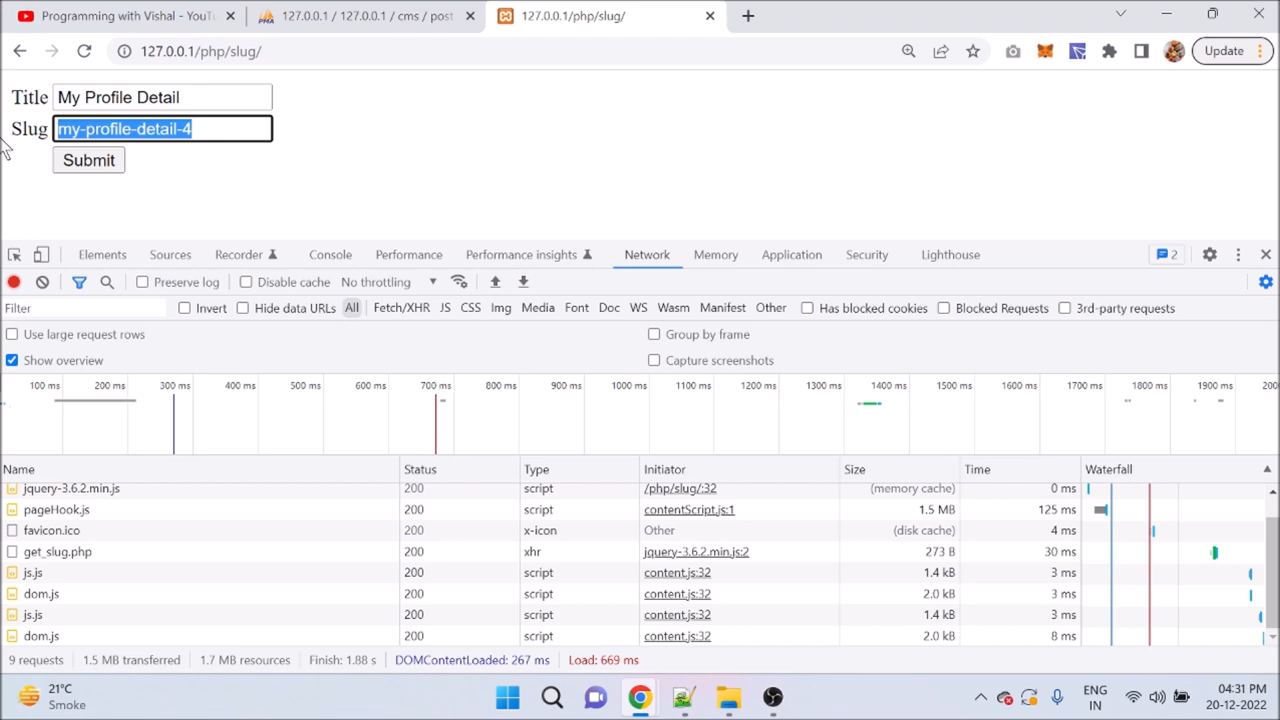 Programming with Vishal - YouTu
127.0.0.1 / 127.0.0.1 / cms / post
127.0.0.1/php/slug/
127.0.0.1/php/slug/
Update
Title My Profile Detail
Slug my-profile-detail-4
Submit
Elements Sources Recorder Console Performance Performance insights Network Memory Application Security Lighthouse 2
Preserve log Disable cache No throttling
Filter Invert Hide data URLs All Fetch/XHR JS CSS Img Media Font Doc WS Wasm Manifest Other Has blocked cookies Blocked Requests 3rd-party requests
Use large request rows Group by frame
Show overview Capture screenshots
100 ms 200 ms 300 ms 400 ms 500 ms 600 ms 700 ms 800 ms 900 ms 1000 ms 1100 ms 1200 ms 1300 ms 1400 ms 1500 ms 1600 ms 1700 ms 1800 ms 1900 ms 200
Name Status Type Initiator Size Time Waterfall
jquery-3.6.2.min.js 200 script /php/slug/:32 (memory cache) 0 ms
pageHook.js 200 script contentScript.js:1 1.5 MB 125 ms
favicon.ico 200 x-icon Other (disk cache) 4 ms
get_slug.php 200 xhr jquery-3.6.2.min.js:2 273 B 30 ms
js.js 200 script content.js:32 1.4 kB 3 ms
dom.js 200 script content.js:32 2.0 kB 3 ms
js.js 200 script content.js:32 1.4 kB 3 ms
dom.js 200 script content.js:32 2.0 kB 8 ms
9 requests 1.5 MB transferred 1.7 MB resources Finish: 1.88 s DOMContentLoaded: 267 ms Load: 669 ms
21°C
Smoke
ENG
IN
04:31 PM
20-12-2022